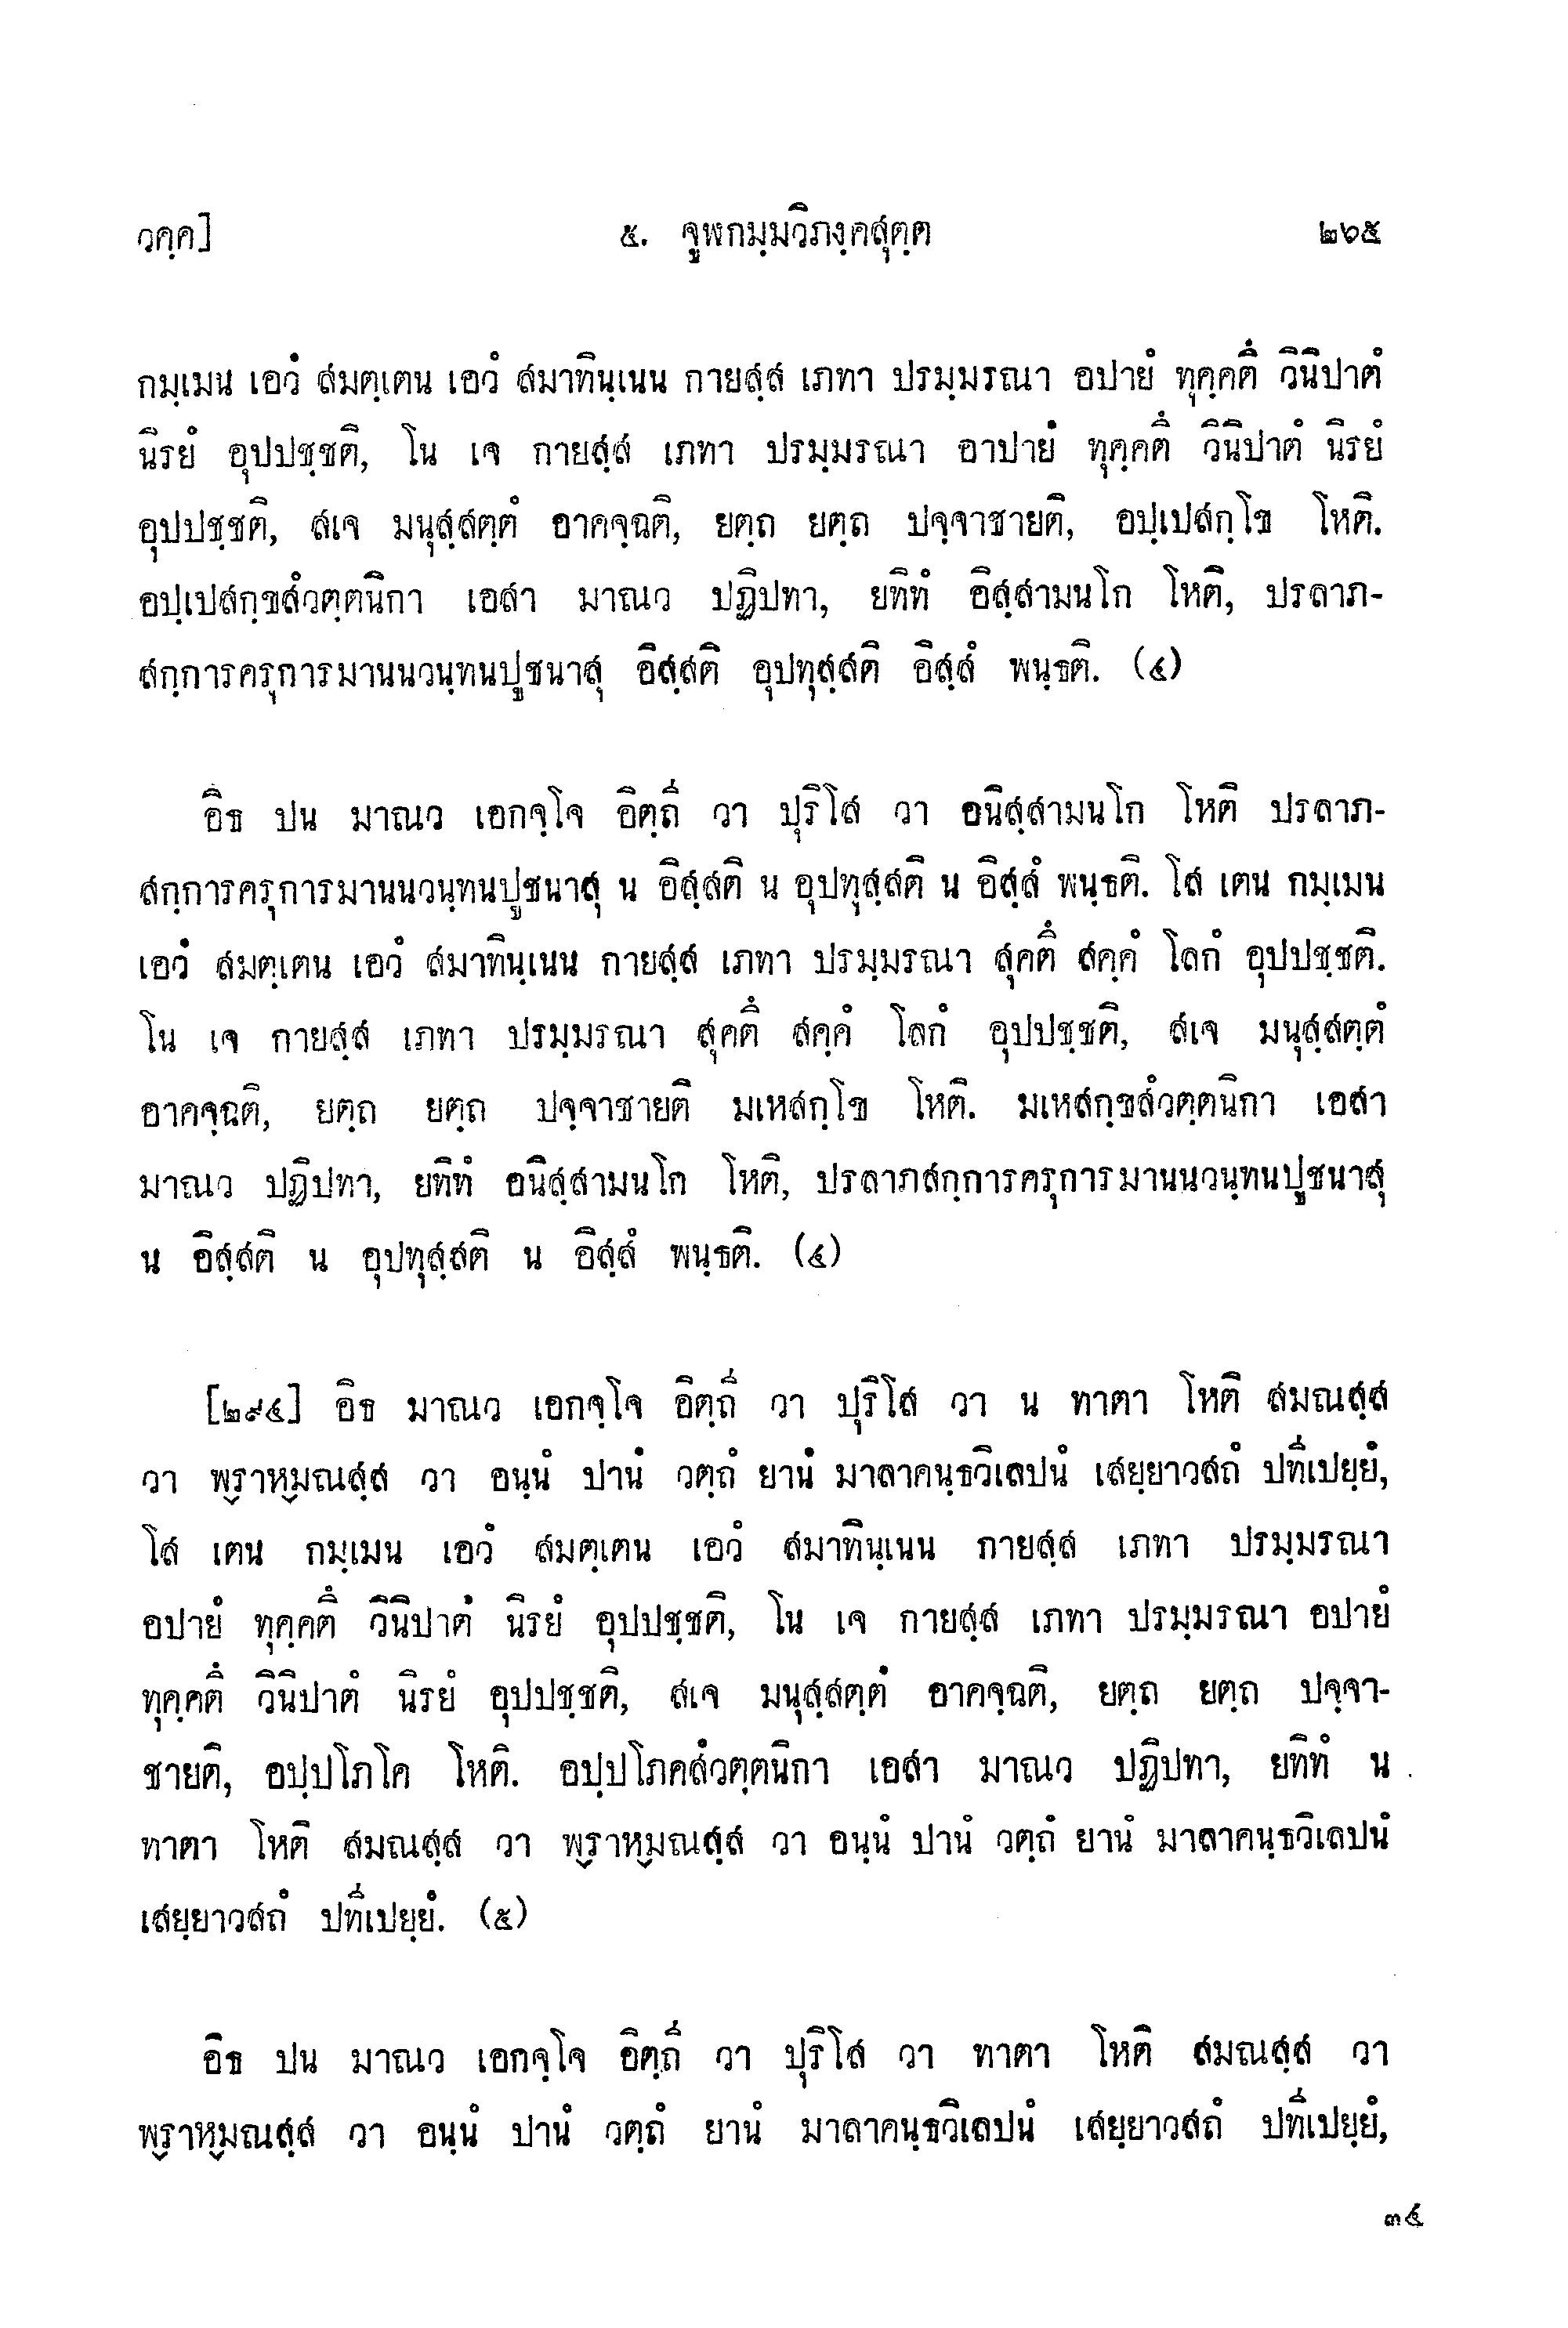 วคฺค]
๕. จูฬกมฺมวิภงฺคสุตฺต
๒๖๕
กมฺเมน เอวํ สมตฺเตน เอวํ สมาทินฺเนน กายสฺส เภทา ปรมฺมรณา อปายํ ทุคฺคตึ วินิปาตํ
นิรยํ อุปปชฺชติ, โน เจ กายสฺส เภทา ปรมฺมรณา อาปายํ ทุคฺคตึ วินิปาตํ นิรยํ
อุปปชฺชติ, สเจ มนุสฺสตฺตํ อาคจฺฉติ, ยตฺถ ยตฺถ ปจฺจาชายติ, อปฺเปสกฺโข โหติ.
อปฺเปสกฺขสํวตฺตนิกา เอสา มาณว ปฏิปทา, ยทิทํ อิสฺสามนโก โหติ, ปรลาภ-
สกฺการครุการมานนวนฺทนปูชนาสุ อิสฺสติ อุปทุสฺสติ อิสฺสํ พนฺธติ. (๔)
อิธ ปน มาณว เอกจฺโจ อิตฺถี วา ปุริโส วา อนิสฺสามนโก โหติ ปรลาภ-
สกฺการครุการมานนวนฺทนปูชนาสุ น อิสฺสติ น อุปทุสฺสติ น อิสฺสํ พนฺธติ. โส เตน กมฺเมน
เอวํ สมตฺเตน เอวํ สมาทินฺเนน กายสฺส เภทา ปรมฺมรณา สุคตึ สคฺคํ โลกํ อุปปชฺชติ.
โน เจ กายสฺส เภทา ปรมฺมรณา สุคตึ สคฺคํ โลกํ อุปปชฺชติ, สเจ มนุสฺสตฺตํ
อาคจฺฉติ, ยตฺถ ยตฺถ ปจฺจาชายติ มเหสกฺโข โหติ. มเหสกฺขสํวตฺตนิกา เอสา
มาณว ปฏิปทา, ยทิทํ อนิสฺสามนโก โหติ, ปรลาภสกฺการครุการมานนวนฺทนปูชนาสุ
น อิสฺสติ น อุปทุสฺสติ น อิสฺสํ พนฺธติ. (๔)
[๒๙๔] อิธ มาณว เอกจฺโจ อิตฺถี วา ปุริโส วา น ทาตา โหติ สมณสฺส
วา พฺราหฺมณสฺส วา อนฺนํ ปานํ วตฺถํ ยานํ มาลาคนฺธวิเลปนํ เสยฺยาวสถํ ปทีเปยฺยํ,
โส เตน กมฺเมน เอวํ สมตฺเตน เอวํ สมาทินฺเนน กายสฺส เภทา ปรมฺมรณา
อปายํ ทุคฺคตึ วินิปาตํ นิรยํ อุปปชฺชติ, โน เจ กายสฺส เภทา ปรมฺมรณา อปายํ
ทุคฺคตึ วินิปาตํ นิรยํ อุปปชฺชติ, สเจ มนุสฺสตฺตํ อาคจฺฉติ, ยตฺถ ยตฺถ ปจฺจา-
ชายติ, อปฺปโภโค โหติ. อปฺปโภคสํวตฺตนิกา เอสา มาณว ปฏิปทา, ยทิทํ น
ทาตา โหติ สมณสฺส วา พฺราหฺมณสฺส วา อนฺนํ ปานํ วตฺถํ ยานํ มาลาคนฺธวิเลปนํ
เสยฺยาวสถํ ปทีเปยฺยํ. (๕)
อิธ ปน มาณว เอกจฺโจ อิตฺถี วา ปุริโส วา ทาตา โหติ สมณสฺส วา
พฺราหฺมณสฺส วา อนฺนํ ปานํ วตฺถํ ยานํ มาลาคนฺธวิเลปนํ เสยฺยาวสถํ ปทีเปยฺยํ,
๓๔